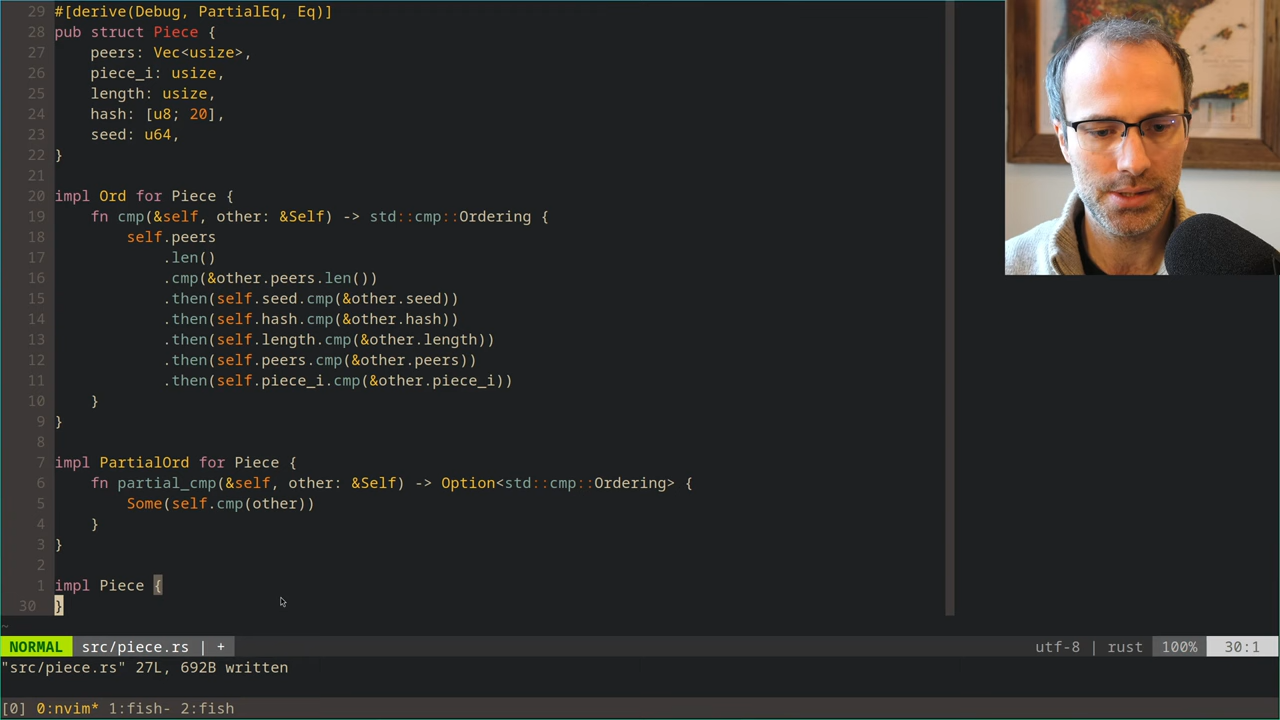 29 #[derive(Debug, PartialEq, Eq)]
28 pub struct Piece {
27     peers: Vec<usize>,
26     piece_i: usize,
25     length: usize,
24     hash: [u8; 20],
23     seed: u64,
22 }
21
20 impl Ord for Piece {
19     fn cmp(&self, other: &Self) -> std::cmp::Ordering {
18         self.peers
17             .len()
16             .cmp(&other.peers.len())
15             .then(self.seed.cmp(&other.seed))
14             .then(self.hash.cmp(&other.hash))
13             .then(self.length.cmp(&other.length))
12             .then(self.peers.cmp(&other.peers))
11             .then(self.piece_i.cmp(&other.piece_i))
10     }
9 }
8
7 impl PartialOrd for Piece {
6     fn partial_cmp(&self, other: &Self) -> Option<std::cmp::Ordering> {
5         Some(self.cmp(other))
4     }
3 }
2
1 impl Piece {
30 }
~
NORMAL src/piece.rs | + utf-8 | rust 100% 30:1
"src/piece.rs" 27L, 692B written
[0] 0:nvim* 1:fish- 2:fish